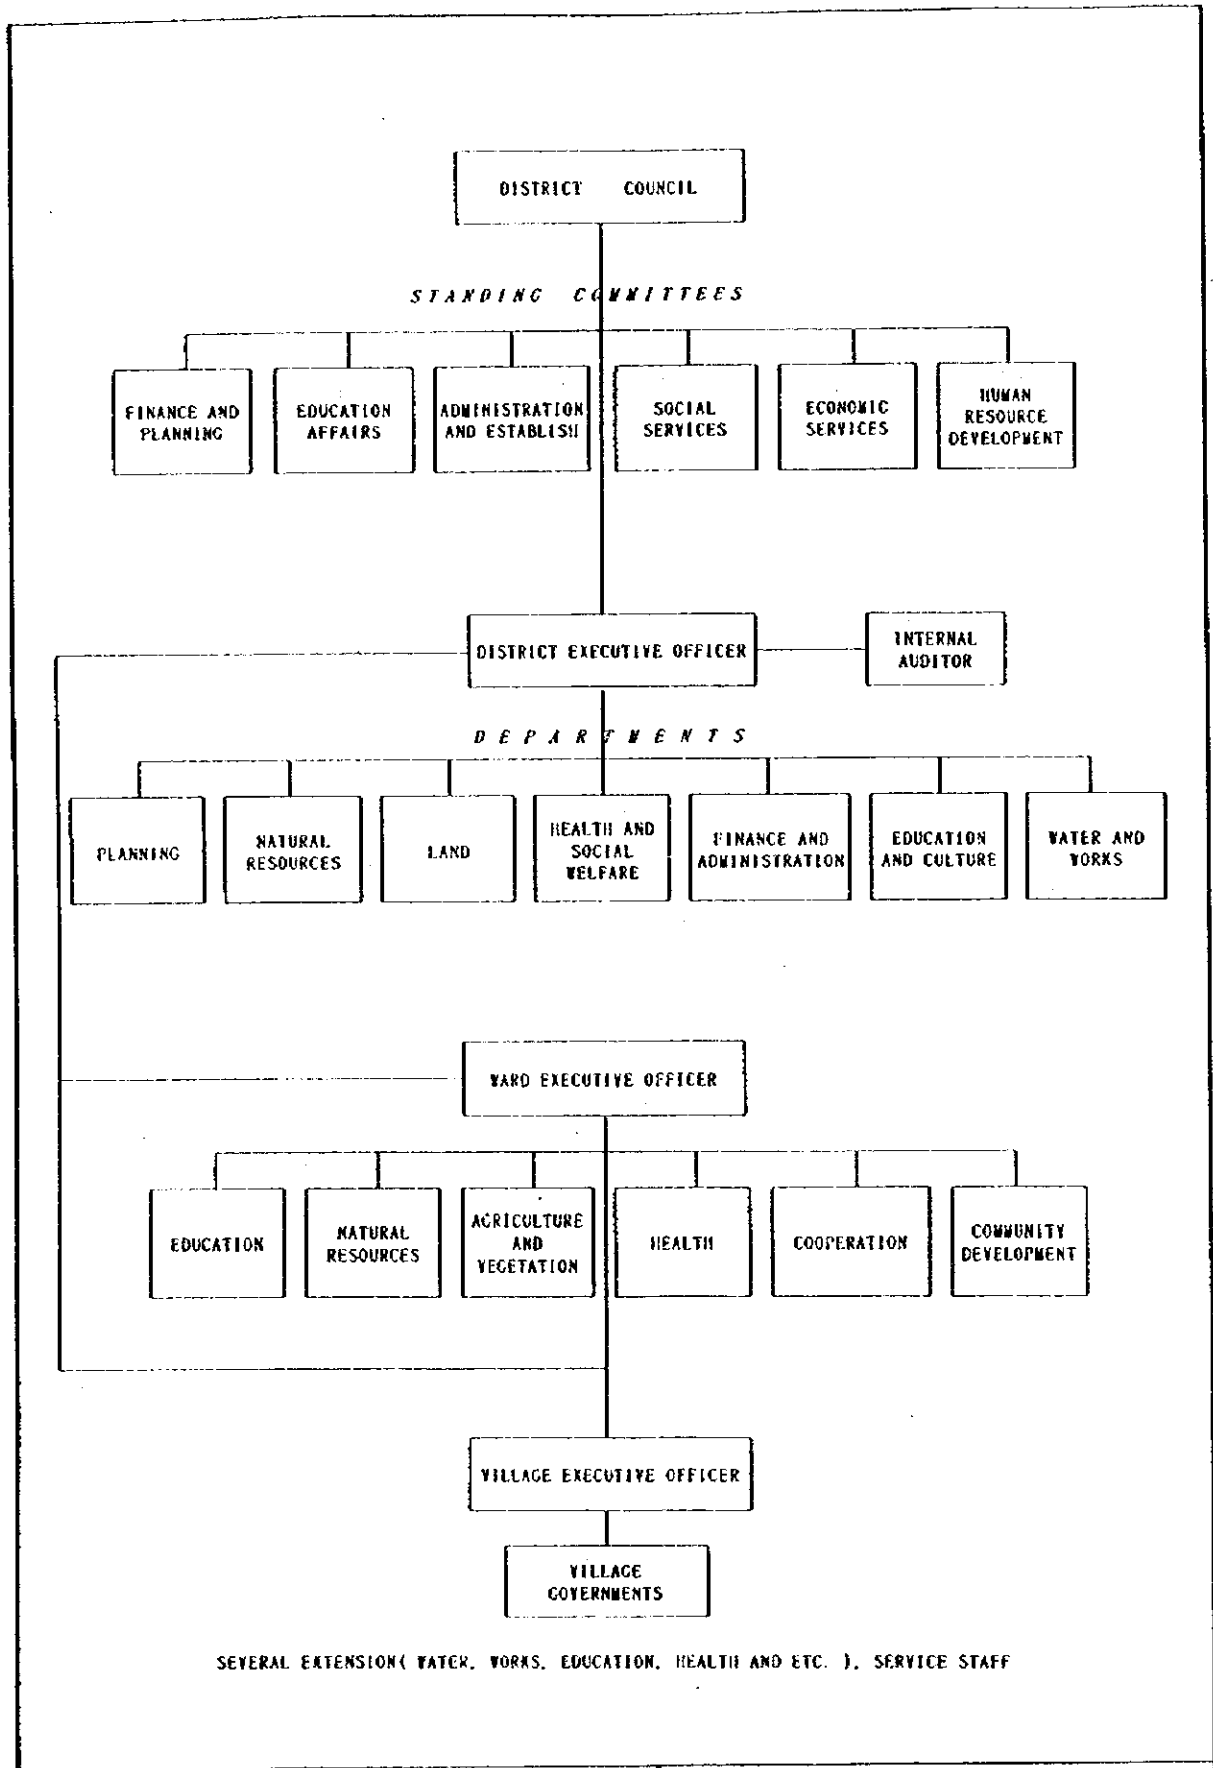 DISTRICT COUNCIL
STANDING COMMITTEES
FINANCE AND
PLANNING
EDUCATION
AFFAIRS
ADMINISTRATION
AND ESTABLISH
SOCIAL
SERVICES
ECONOMIC
SERVICES
HUMAN
RESOURCE
DEVELOPMENT
DISTRICT EXECUTIVE OFFICER
INTERNAL
AUDITOR
DEPARTMENTS
PLANNING
NATURAL
RESOURCES
LAND
HEALTH AND
SOCIAL
WELFARE
FINANCE AND
ADMINISTRATION
EDUCATION
AND CULTURE
WATER AND
WORKS
WARD EXECUTIVE OFFICER
EDUCATION
NATURAL
RESOURCES
AGRICULTURE
AND
VEGETATION
HEALTH
COOPERATION
COMMUNITY
DEVELOPMENT
VILLAGE EXECUTIVE OFFICER
VILLAGE
GOVERNMENTS
SEVERAL EXTENSION( WATER, WORKS, EDUCATION, HEALTH AND ETC. ), SERVICE STAFF